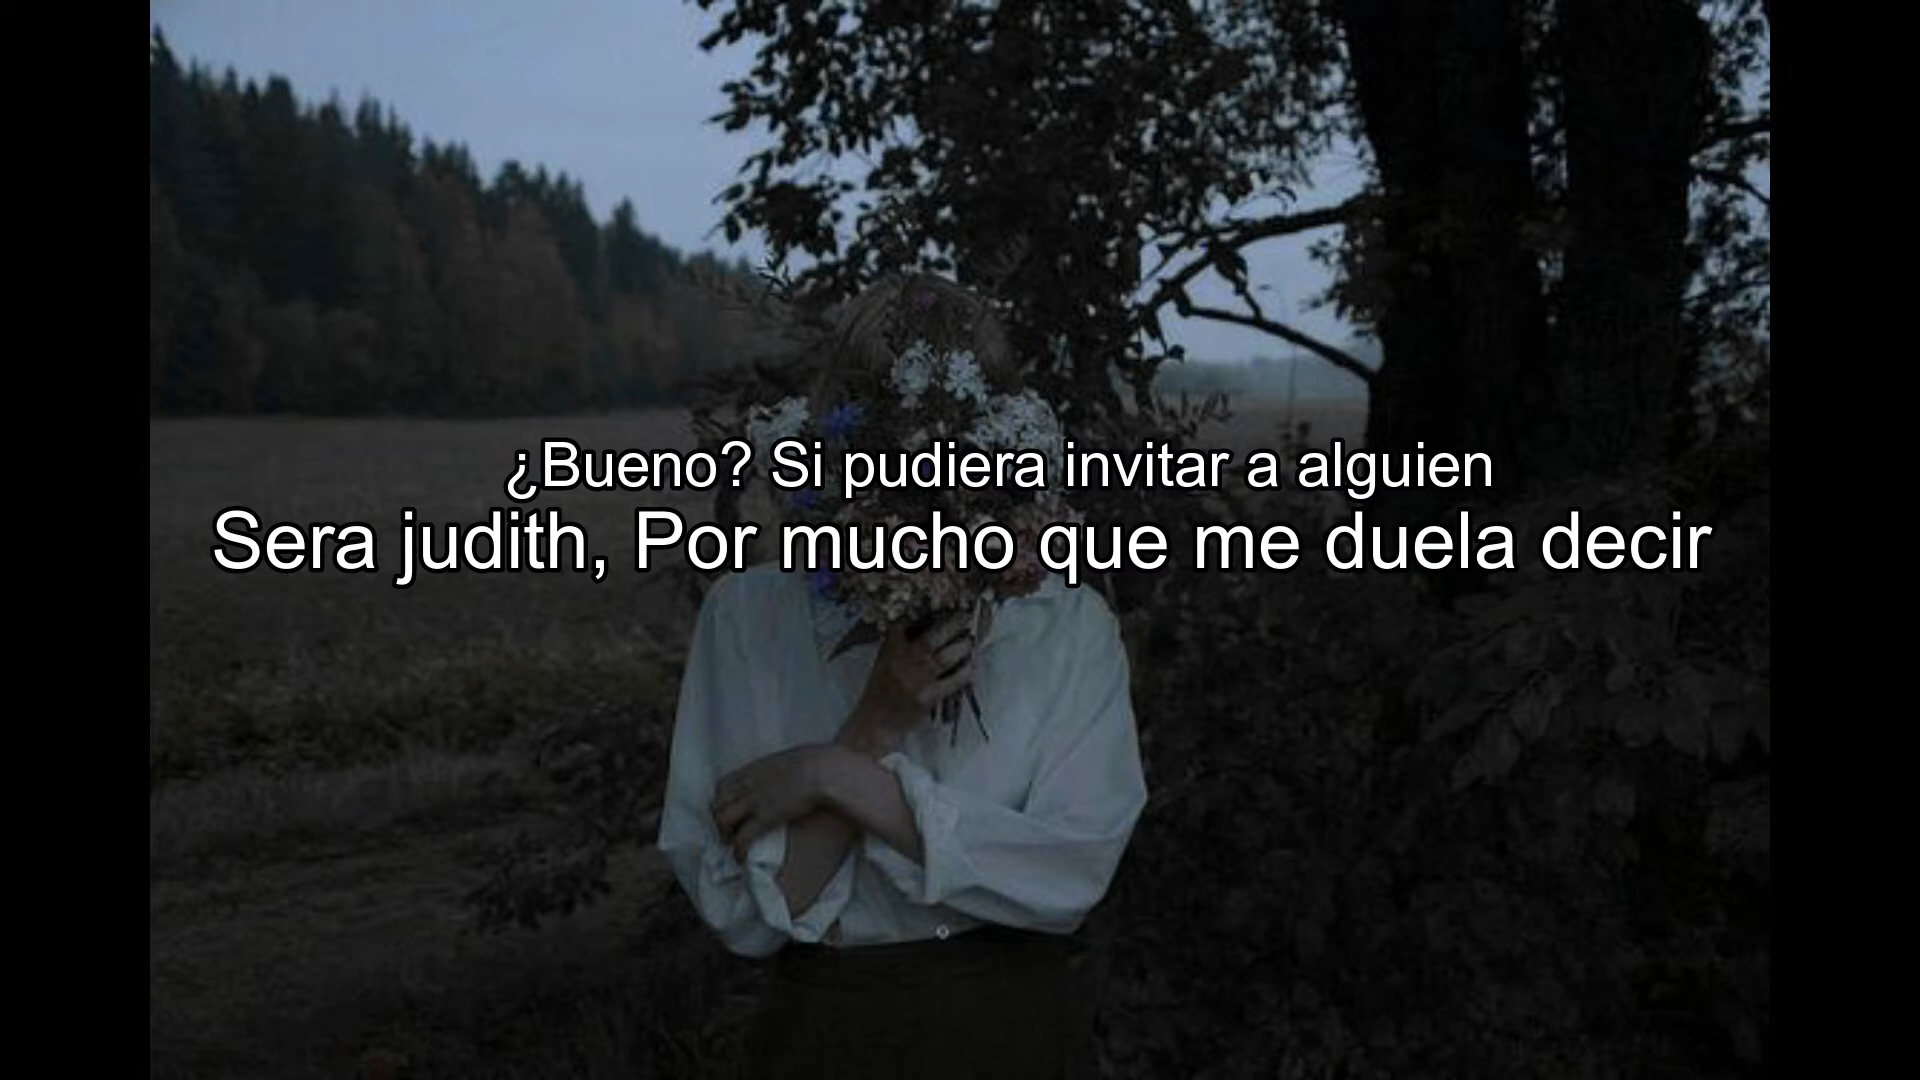 ¿Bueno? Si pudiera invitar a alguien
Sera judith, Por mucho que me duela decir